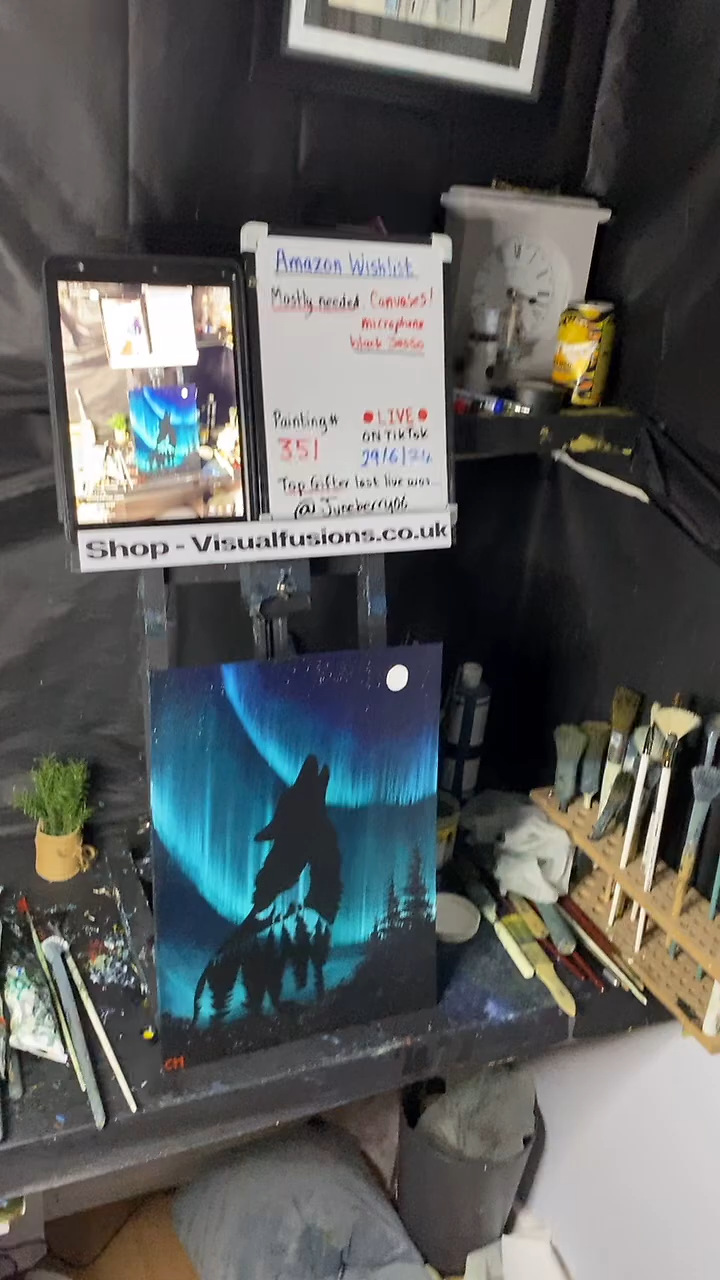 Amazon Wishlist
Mostly needed Canvases!
microphone
black Gesso
Painting#
351
•LIVE•
ON TikTok
29/6/24
Top Gifter last live was...
@Juneberry06
Shop - Visualfusions.co.uk
CM